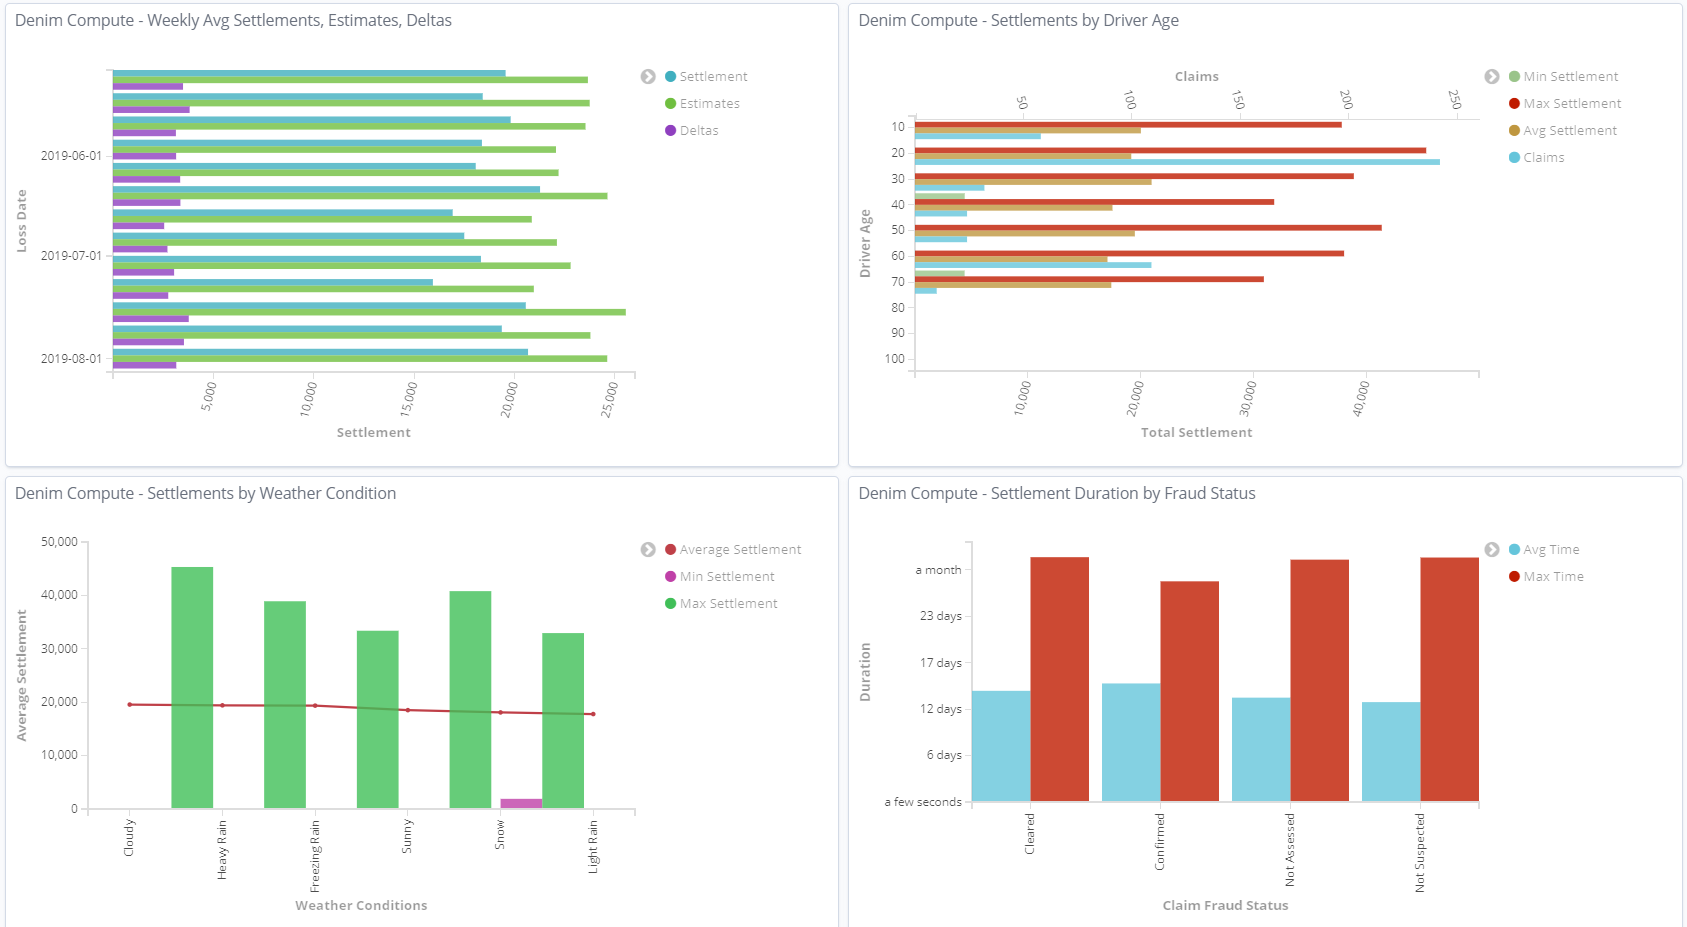 Denim Compute - Weekly Avg Settlements, Estimates, Deltas
Settlement
Estimates
Deltas
Loss Date
2019-06-01
2019-07-01
2019-08-01
5,000
10,000
15,000
20,000
25,000
Settlement
Denim Compute - Settlements by Driver Age
Claims
50
100
150
200
250
Min Settlement
Max Settlement
Avg Settlement
Claims
Driver Age
10
20
30
40
50
60
70
80
90
100
10,000
20,000
30,000
40,000
Total Settlement
Denim Compute - Settlements by Weather Condition
Average Settlement
Min Settlement
Max Settlement
Average Settlement
50,000
40,000
30,000
20,000
10,000
0
Cloudy
Heavy Rain
Freezing Rain
Sunny
Snow
Light Rain
Weather Conditions
Denim Compute - Settlement Duration by Fraud Status
Avg Time
Max Time
Duration
a month
23 days
17 days
12 days
6 days
a few seconds
Cleared
Confirmed
Not Assessed
Not Suspected
Claim Fraud Status